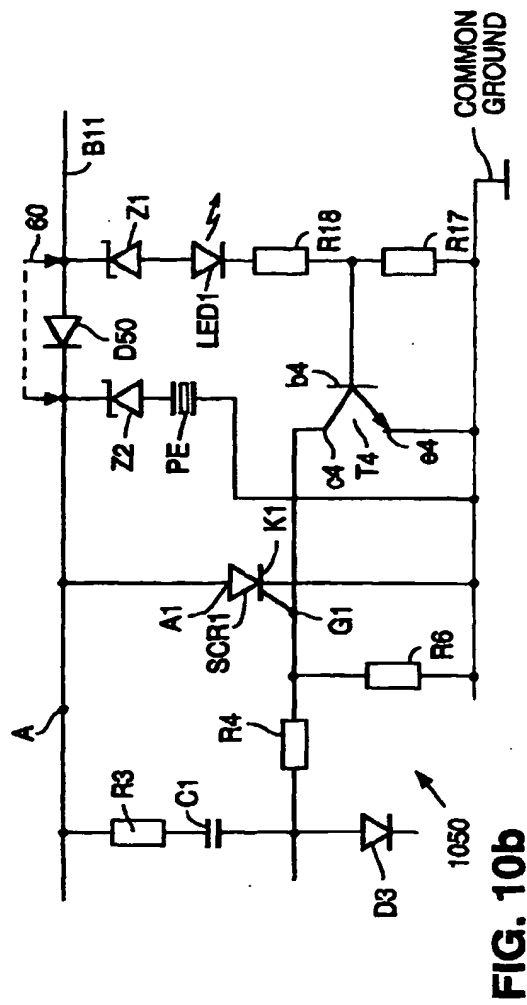 60
B11
D50
Z1
Z2
PE
LED1
R18
R17
COMMON
GROUND
b4
c4
T4
e4
A
A1
SCR1
K1
G1
R3
C1
R4
R6
D3
1050
FIG. 10b